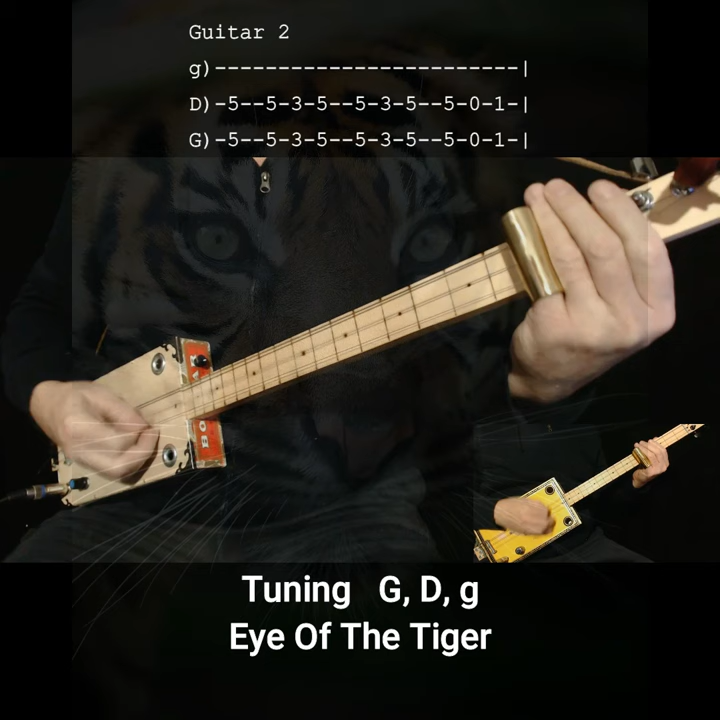 Guitar 2
g)------------------------|
D)-5--5-3-5--5-3-5--5-0-1-|
G)-5--5-3-5--5-3-5--5-0-1-|
Tuning G, D, g
Eye Of The Tiger